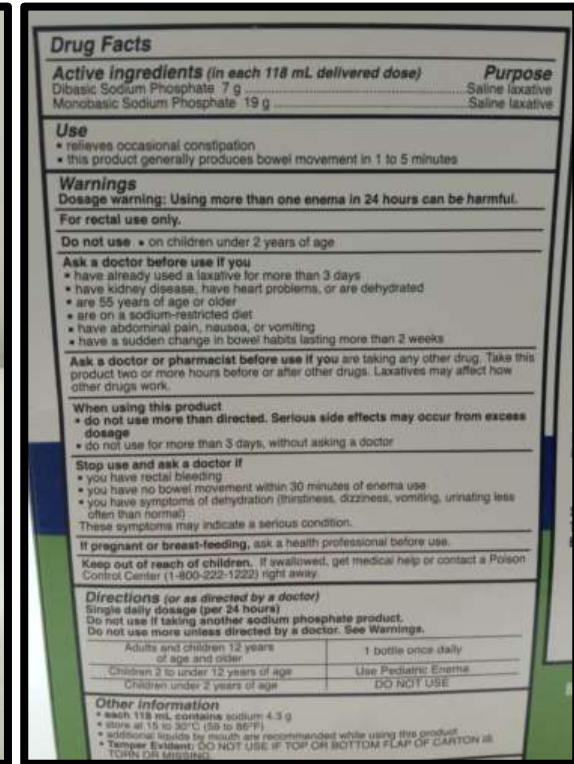 Drug Facts
Active ingredients (in each 118 mL delivered dose) Purpose
Dibasic Sodium Phosphate 7 g ........ Saline laxative
Monobasic Sodium Phosphate 19 g ........ Saline laxative
Use
• relieves occasional constipation
• this product generally produces bowel movement in 1 to 5 minutes
Warnings
Dosage warning: Using more than one enema in 24 hours can be harmful.
For rectal use only.
Do not use • on children under 2 years of age
Ask a doctor before use if you
• have already used a laxative for more than 3 days
• have kidney disease, have heart problems, or are dehydrated
• are 55 years of age or older
• are on a sodium-restricted diet
• have abdominal pain, nausea, or vomiting
• have a sudden change in bowel habits lasting more than 2 weeks
Ask a doctor or pharmacist before use if you are taking any other drug. Take this
product two or more hours before or after other drugs. Laxatives may affect how
other drugs work.
When using this product
• do not use more than directed. Serious side effects may occur from excess
dosage
• do not use for more than 3 days, without asking a doctor
Stop use and ask a doctor if
• you have rectal bleeding
• you have no bowel movement within 30 minutes of enema use
• you have symptoms of dehydration (thirstiness, dizziness, vomiting, urinating less
often than normal)
These symptoms may indicate a serious condition.
If pregnant or breast-feeding, ask a health professional before use.
Keep out of reach of children. If swallowed, get medical help or contact a Poison
Control Center (1-800-222-1222) right away.
Directions (or as directed by a doctor)
Single daily dosage (per 24 hours)
Do not use if taking another sodium phosphate product.
Do not use more unless directed by a doctor. See Warnings.
Adults and children 12 years
of age and older 1 bottle once daily
Children 2 to under 12 years of age Use Pediatric Enema
Children under 2 years of age DO NOT USE
Other information
• each 118 mL contains sodium 4.3 g
• store at 15 to 30°C (59 to 86°F)
• additional liquids by mouth are recommended while using this product
• Tamper Evident: DO NOT USE IF TOP OR BOTTOM FLAP OF CARTON IS
TORN OR MISSING.